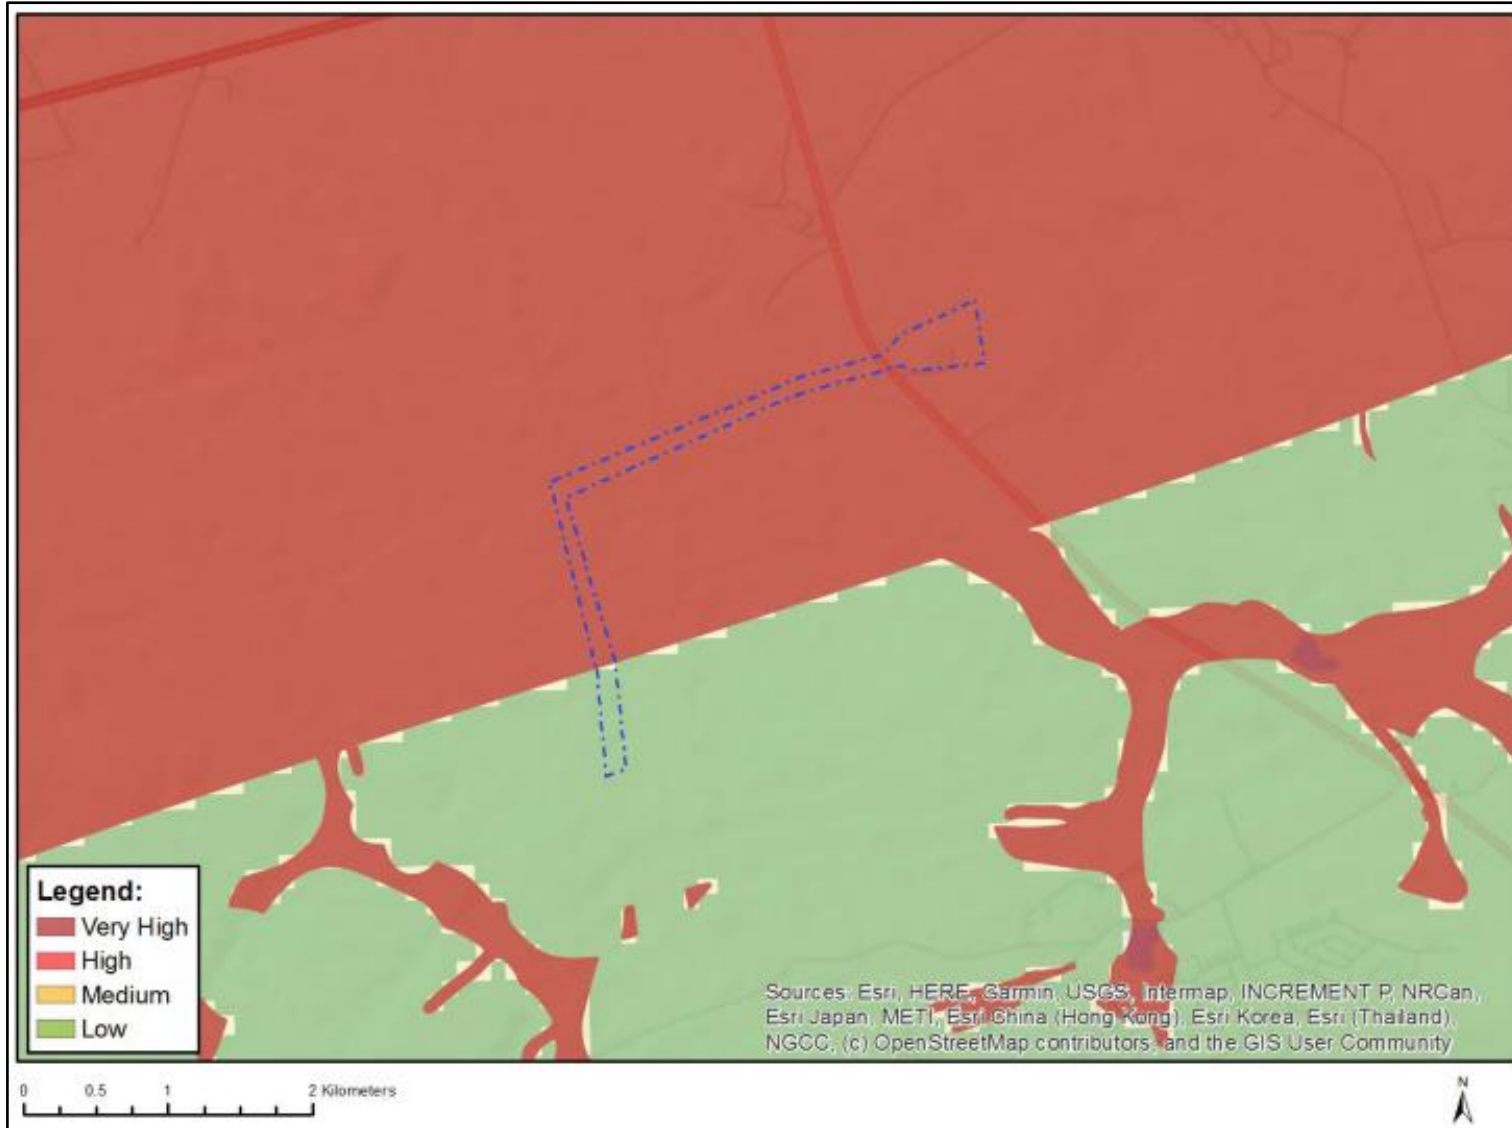 Legend:
Very High
High
Medium
Low
Sources: Esri, HERE, Garmin, USGS, Intermap, INCREMENT P, NRCan,
Esri Japan, METI, Esri China (Hong Kong), Esri Korea, Esri (Thailand),
NGCC, (c) OpenStreetMap contributors, and the GIS User Community
0 0.5 1 2 Kilometers
N